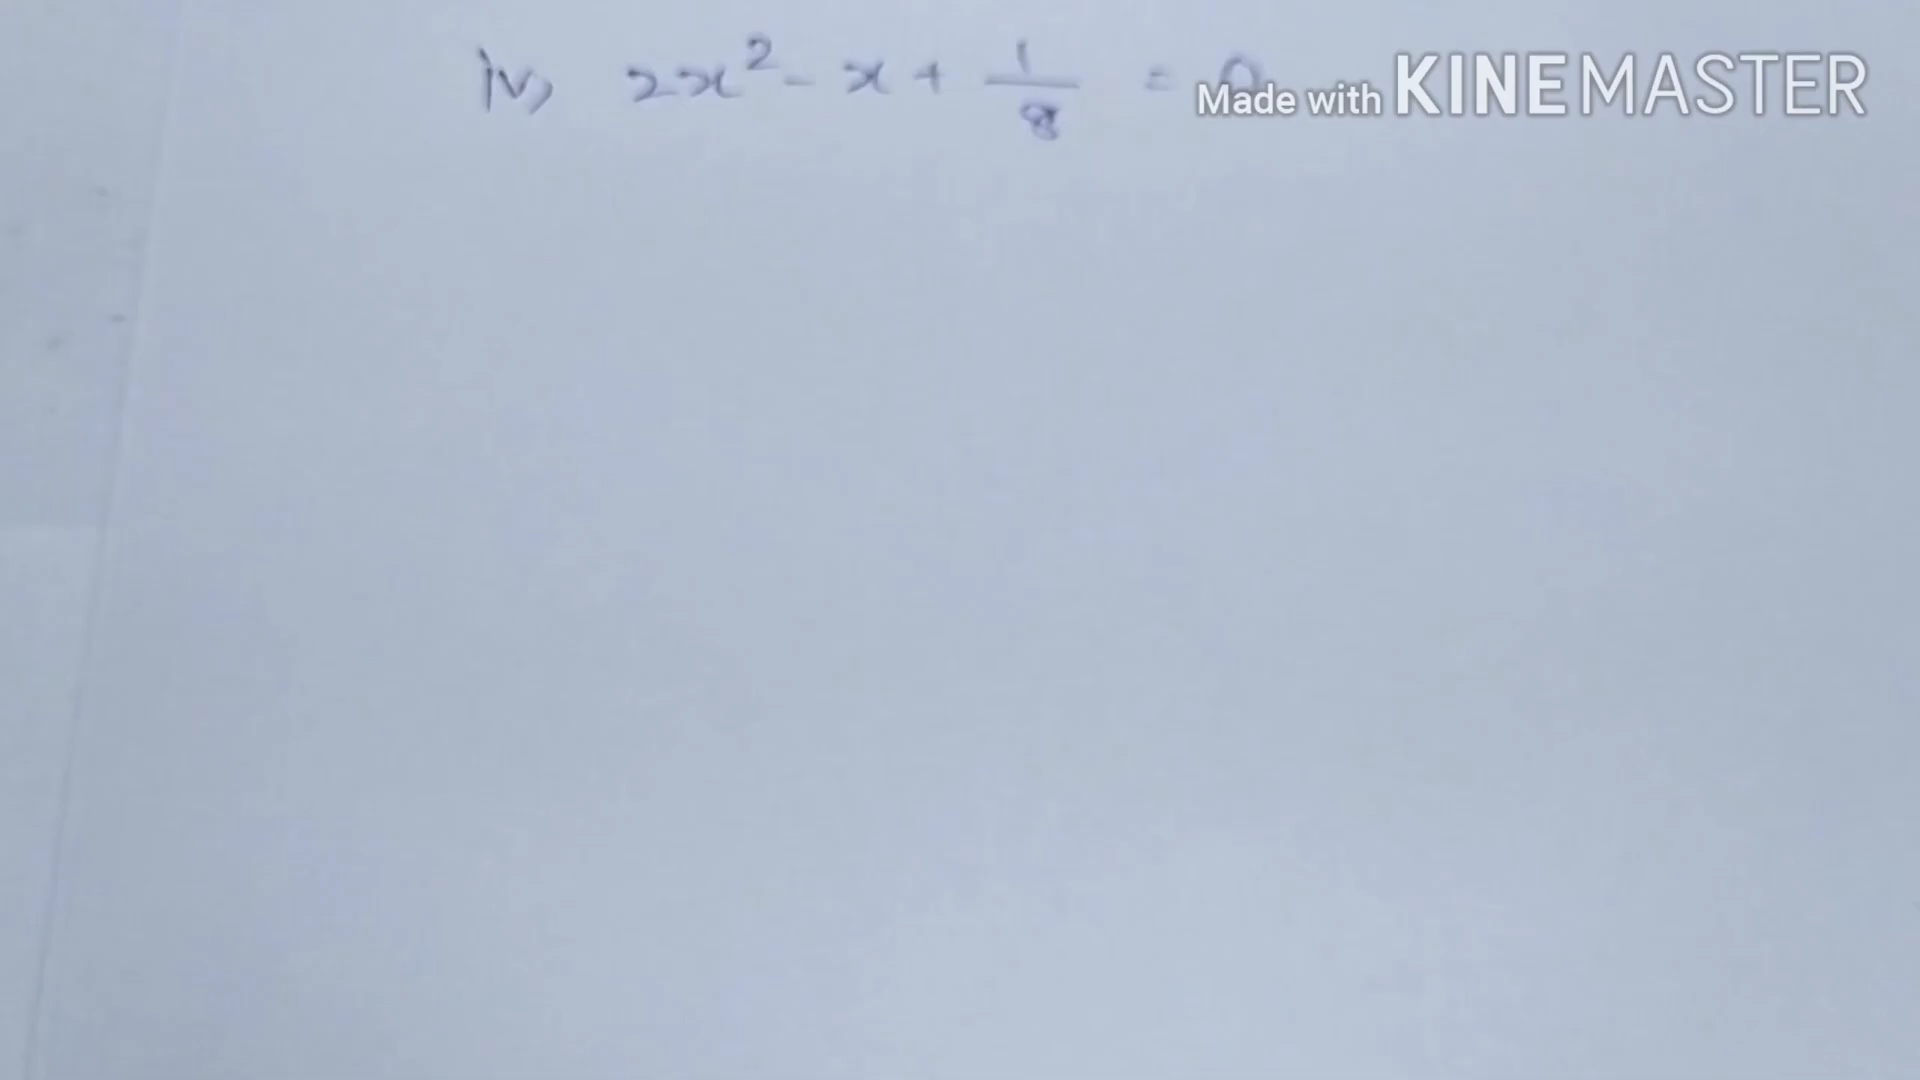 iv, 2x² - x + 1/8 = 0
Made with KINEMASTER